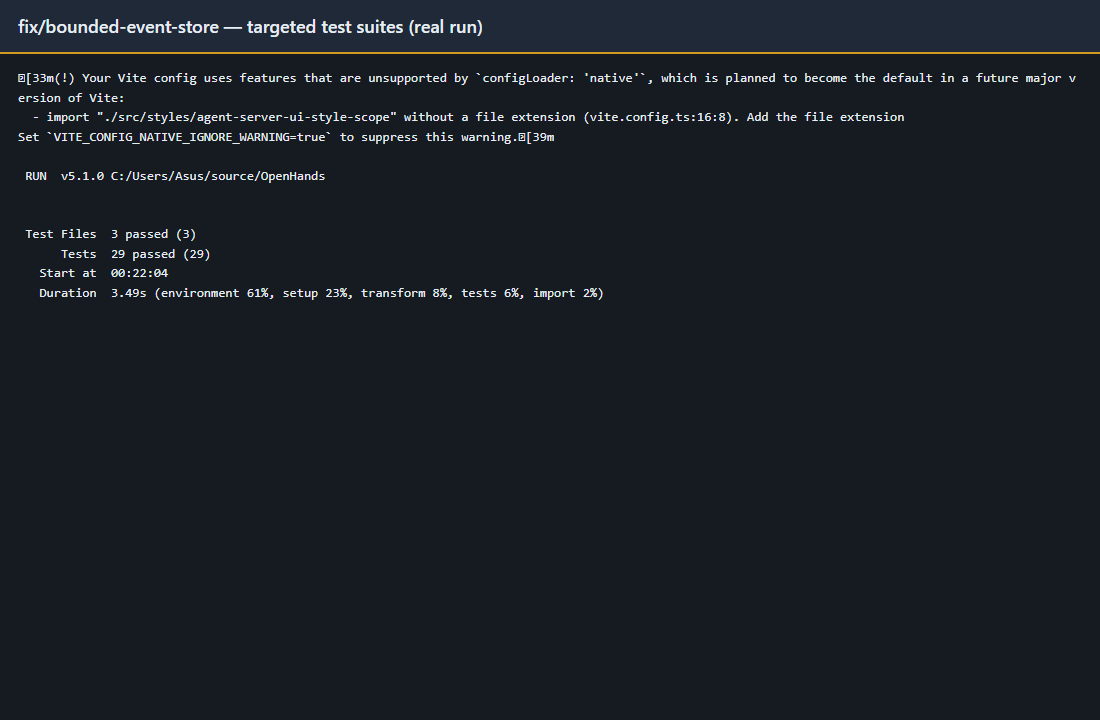 fix/bounded-event-store — targeted test suites (real run)
[33m(!) Your Vite config uses features that are unsupported by `configLoader: 'native'`, which is planned to become the default in a future major v
ersion of Vite:
- import "./src/styles/agent-server-ui-style-scope" without a file extension (vite.config.ts:16:8). Add the file extension
Set `VITE_CONFIG_NATIVE_IGNORE_WARNING=true` to suppress this warning.[39m
RUN  v5.1.0 C:/Users/Asus/source/OpenHands
Test Files  3 passed (3)
Tests  29 passed (29)
Start at  00:22:04
Duration  3.49s (environment 61%, setup 23%, transform 8%, tests 6%, import 2%)